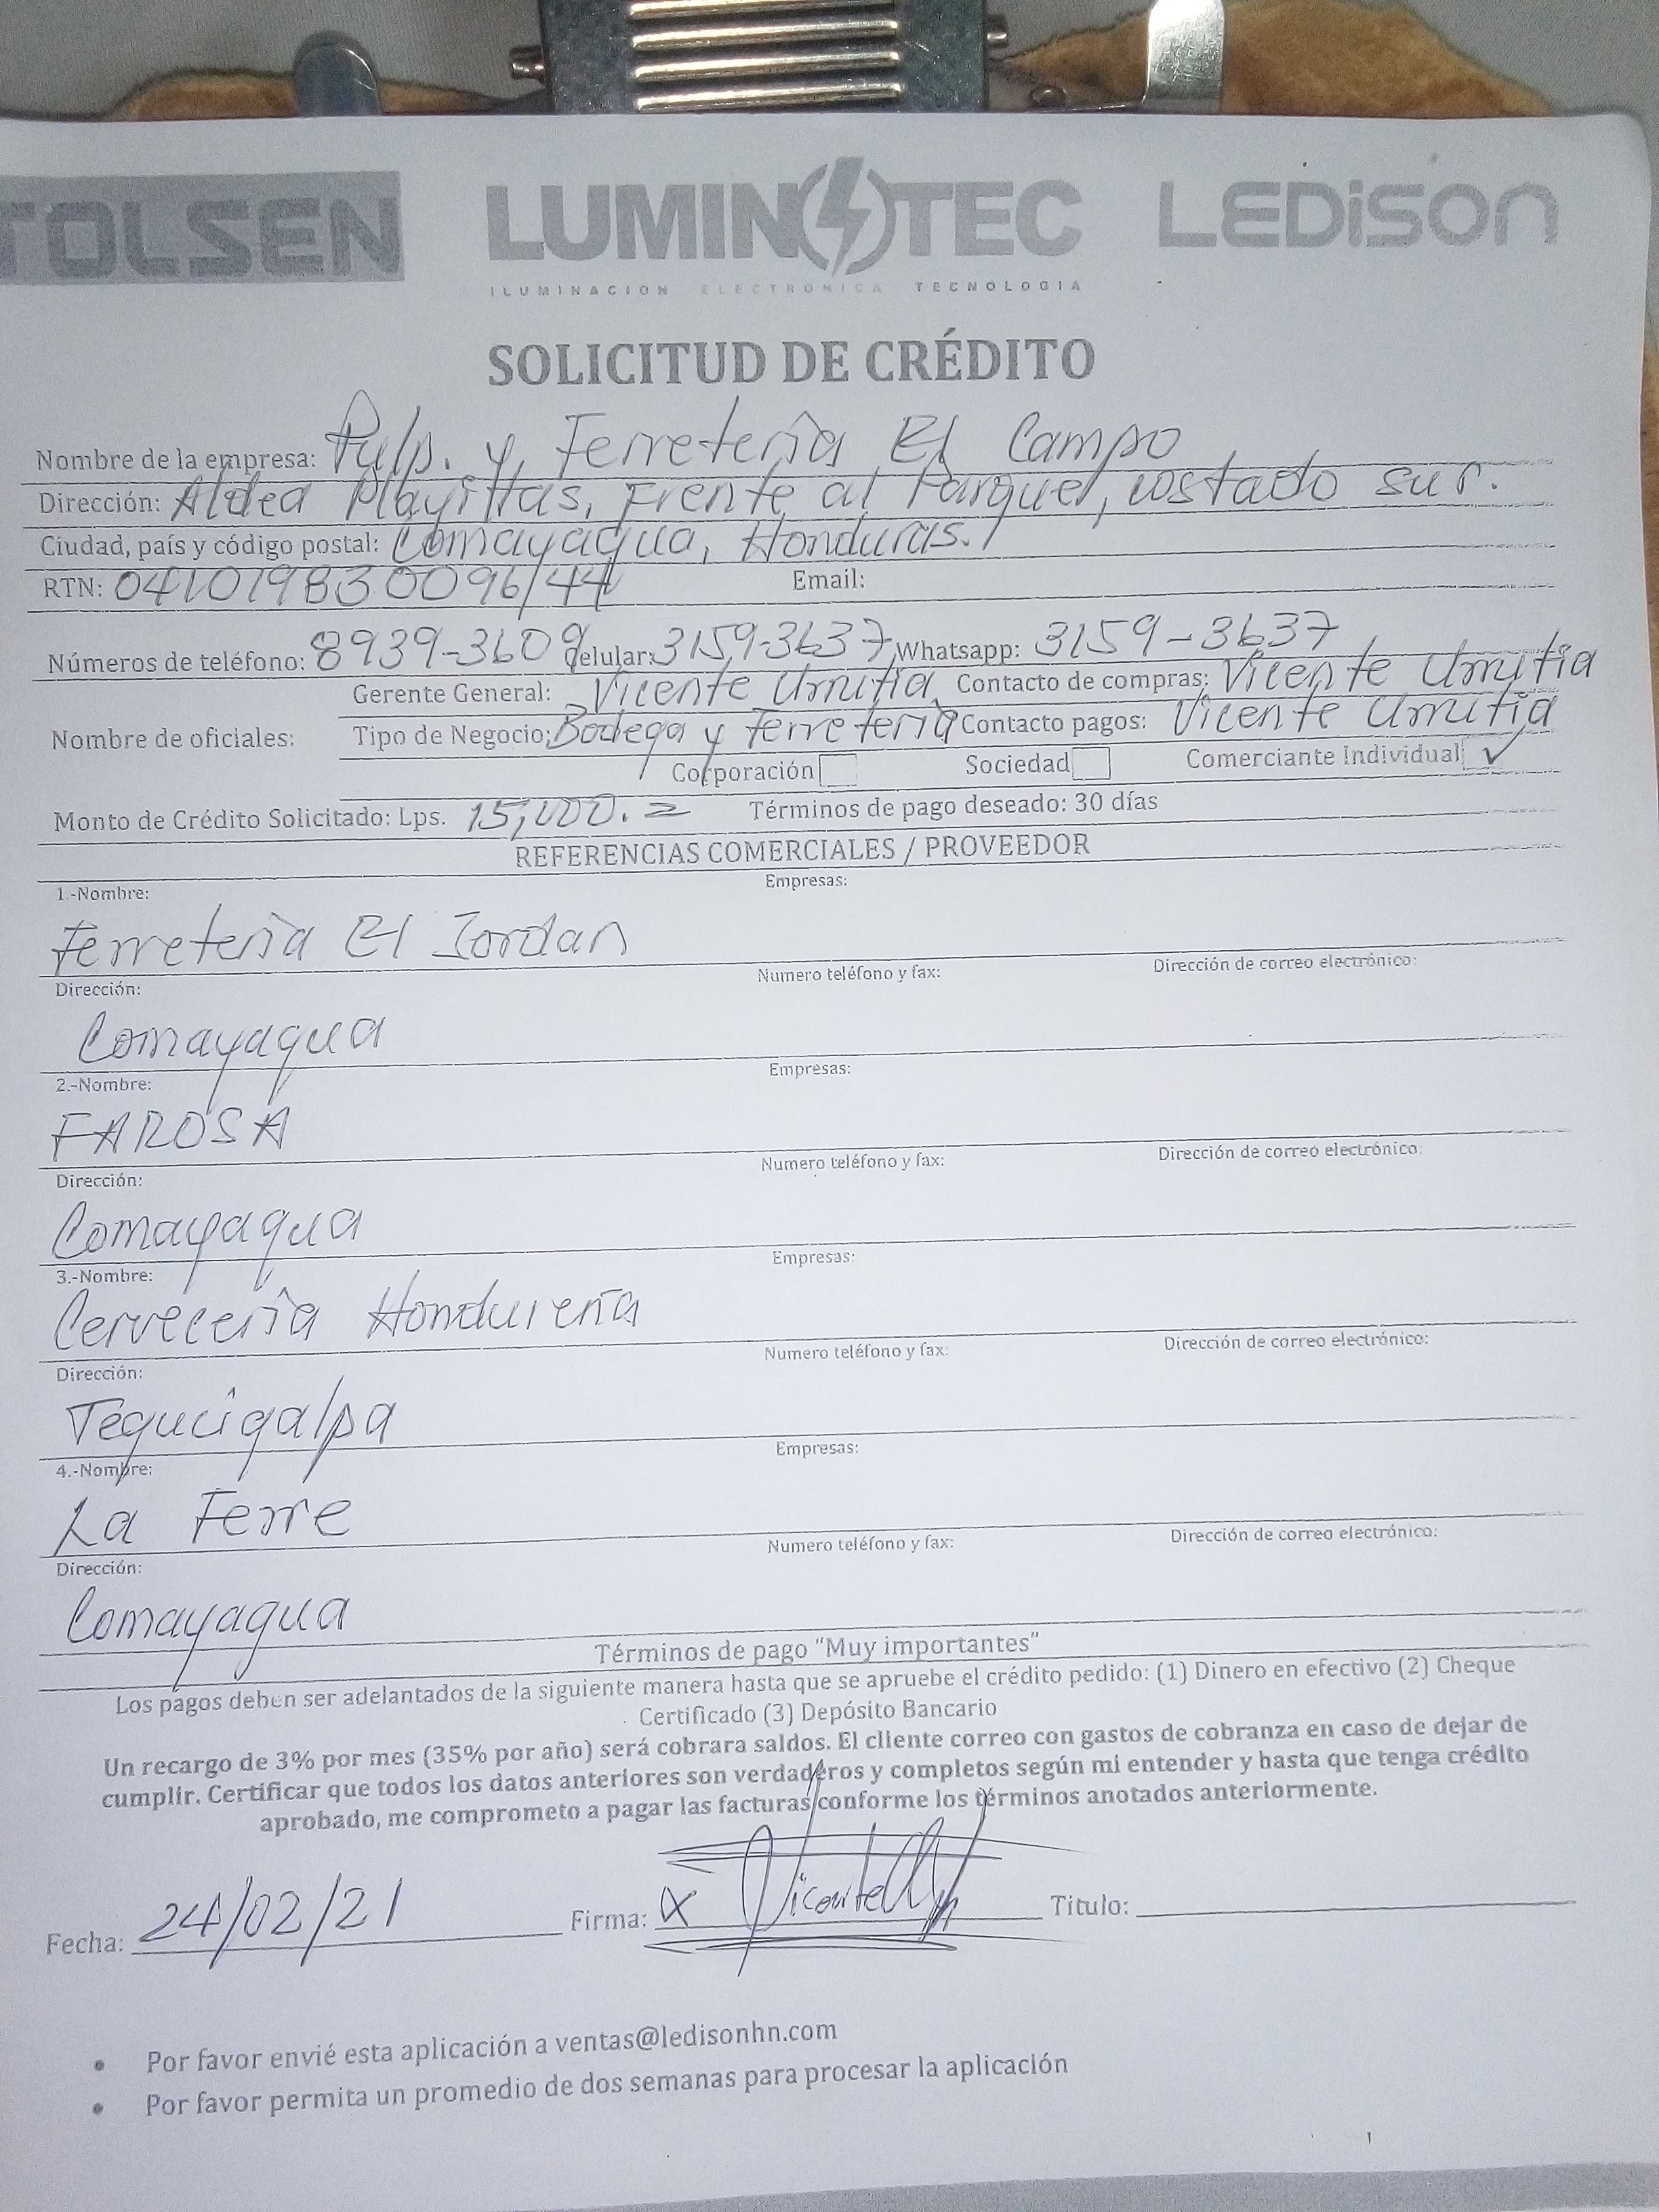 TOLSEN LUMINOTEC LEDiSON
ILUMINACION ELECTRONICA TECNOLOGIA
SOLICITUD DE CRÉDITO
Nombre de la empresa: Pulp. y Ferretería El Campo
Dirección: Aldea Playitas, Frente al Parque, costado sur.
Ciudad, país y código postal: Comayagua, Honduras.
RTN: 04101983009644 Email:
Números de teléfono: 8939-3609 Celular: 3159-3637 Whatsapp: 3159-3637
Gerente General: Vicente Urrutia Contacto de compras: Vicente Urrutia
Nombre de oficiales: Tipo de Negocio: Bodega y Ferretería Contacto pagos: Vicente Urrutia
Corporación Sociedad Comerciante Individual ✓
Monto de Crédito Solicitado: Lps. 15,000.= Términos de pago deseado: 30 días
REFERENCIAS COMERCIALES / PROVEEDOR
1.-Nombre: Empresas:
Ferretería El Jordan
Dirección: Numero teléfono y fax: Dirección de correo electrónico:
Comayagua
2.-Nombre: Empresas:
FAROSA
Dirección: Numero teléfono y fax: Dirección de correo electrónico:
Comayagua
3.-Nombre: Empresas:
Cervecería Hondureña
Dirección: Numero teléfono y fax: Dirección de correo electrónico:
Tegucigalpa
4.-Nombre: Empresas:
La Ferre
Dirección: Numero teléfono y fax: Dirección de correo electrónico:
Comayagua
Términos de pago "Muy importantes"
Los pagos deben ser adelantados de la siguiente manera hasta que se apruebe el crédito pedido: (1) Dinero en efectivo (2) Cheque
Certificado (3) Depósito Bancario
Un recargo de 3% por mes (35% por año) será cobrara saldos. El cliente correo con gastos de cobranza en caso de dejar de
cumplir. Certificar que todos los datos anteriores son verdaderos y completos según mi entender y hasta que tenga crédito
aprobado, me comprometo a pagar las facturas conforme los términos anotados anteriormente.
Fecha: 24/02/21 Firma: X Titulo:
• Por favor envié esta aplicación a ventas@ledisonhn.com
• Por favor permita un promedio de dos semanas para procesar la aplicación